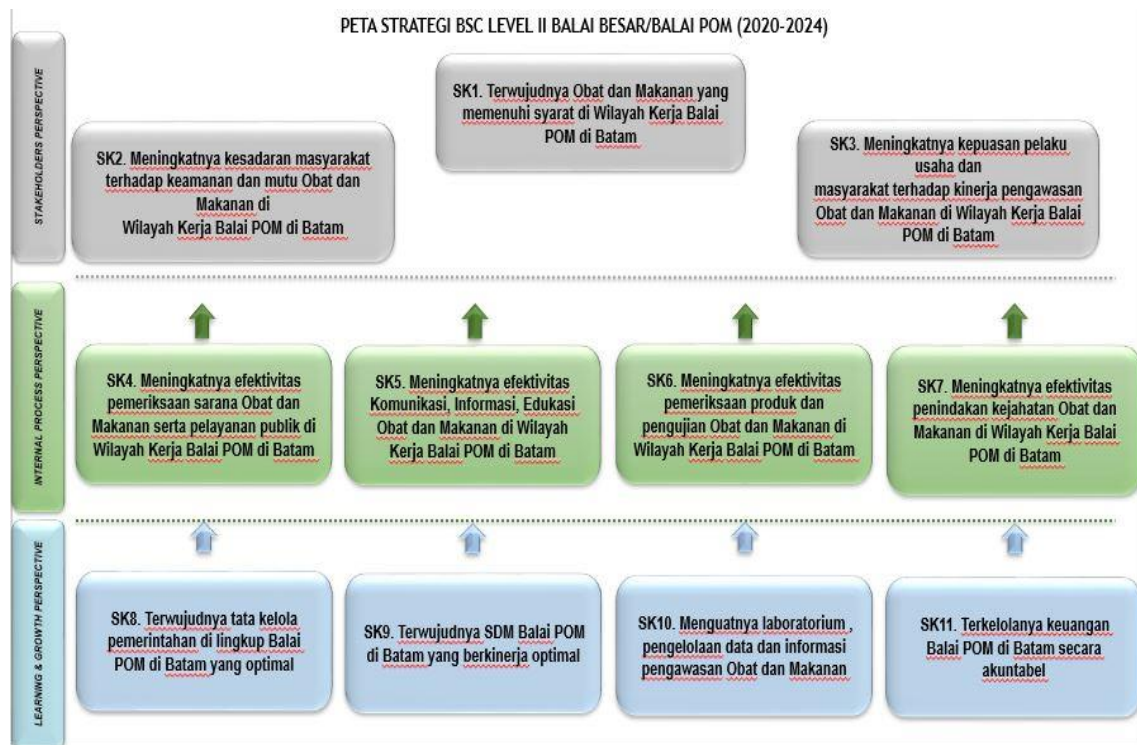 PETA STRATEGI BSC LEVEL II BALAI BESAR/BALAI POM (2020-2024)
STAKEHOLDERS PERSPECTIVE
SK1. Terwujudnya Obat dan Makanan yang
memenuhi syarat di Wilayah Kerja Balai
POM di Batam
SK2. Meningkatnya kesadaran masyarakat
terhadap keamanan dan mutu Obat dan
Makanan di
Wilayah Kerja Balai POM di Batam
SK3. Meningkatnya kepuasan pelaku
usaha dan
masyarakat terhadap kinerja pengawasan
Obat dan Makanan di Wilayah Kerja Balai
POM di Batam
INTERNAL PROCESS PERSPECTIVE
SK4. Meningkatnya efektivitas
pemeriksaan sarana Obat dan
Makanan serta pelayanan publik di
Wilayah Kerja Balai POM di Batam
SK5. Meningkatnya efektivitas
Komunikasi, Informasi, Edukasi
Obat dan Makanan di Wilayah
Kerja Balai POM di Batam
SK6. Meningkatnya efektivitas
pemeriksaan produk dan
pengujian Obat dan Makanan di
Wilayah Kerja Balai POM di Batam
SK7. Meningkatnya efektivitas
penindakan kejahatan Obat dan
Makanan di Wilayah Kerja Balai
POM di Batam
LEARNING & GROWTH PERSPECTIVE
SK8. Terwujudnya tata kelola
pemerintahan di lingkup Balai
POM di Batam yang optimal
SK9. Terwujudnya SDM Balai POM
di Batam yang berkinerja optimal
SK10. Menguatnya laboratorium ,
pengelolaan data dan informasi
pengawasan Obat dan Makanan
SK11. Terkelolanya keuangan
Balai POM di Batam secara
akuntabel